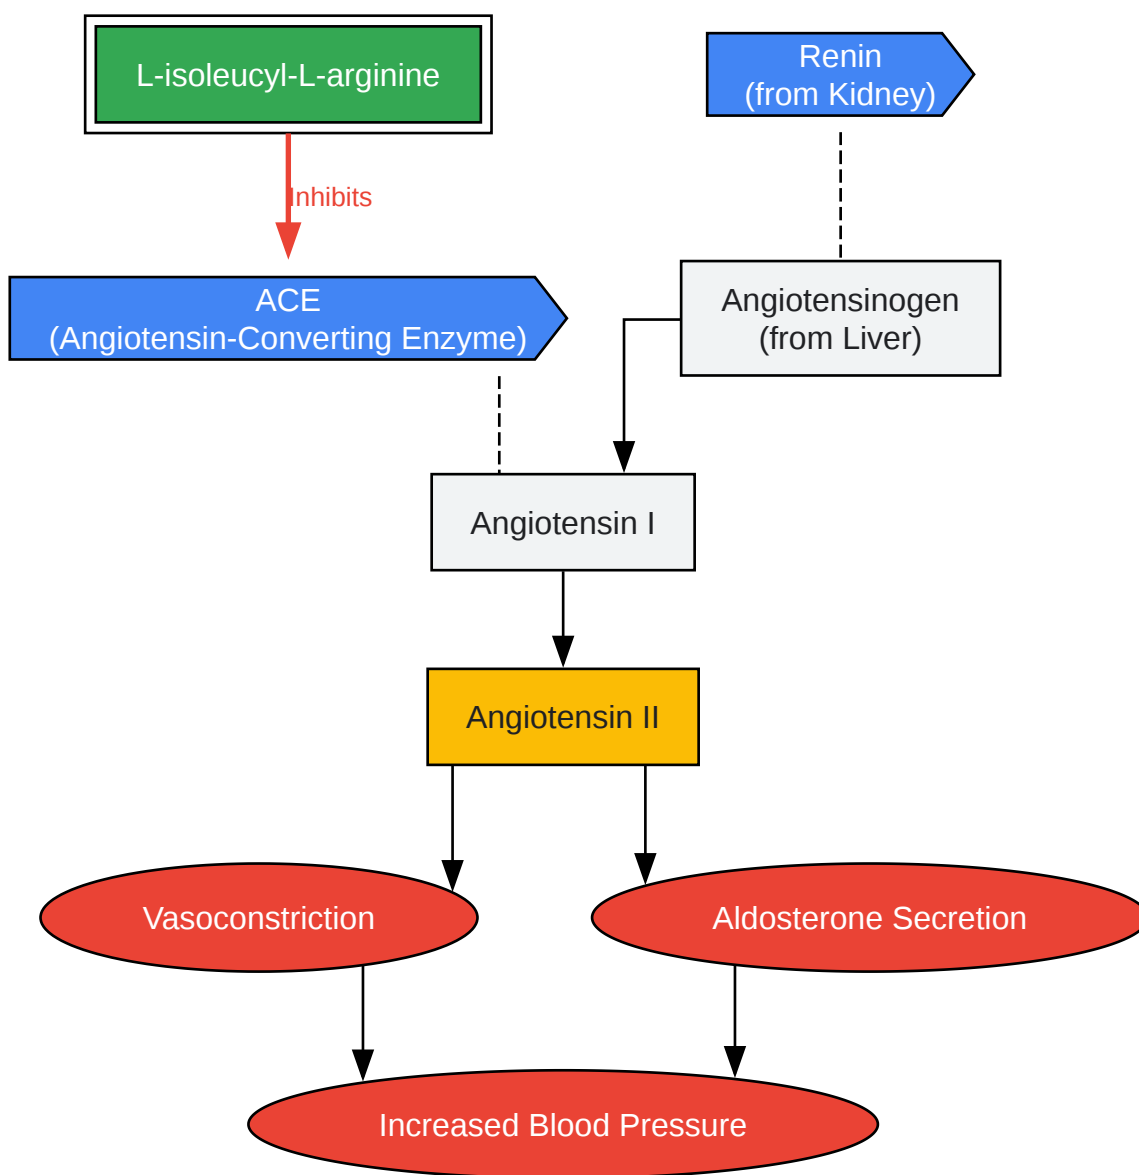 L-isoleucyl-L-arginine
Renin
(from Kidney)
Inhibits
ACE
(Angiotensin-Converting Enzyme)
Angiotensinogen
(from Liver)
Angiotensin I
Angiotensin II
Vasoconstriction
Aldosterone Secretion
Increased Blood Pressure